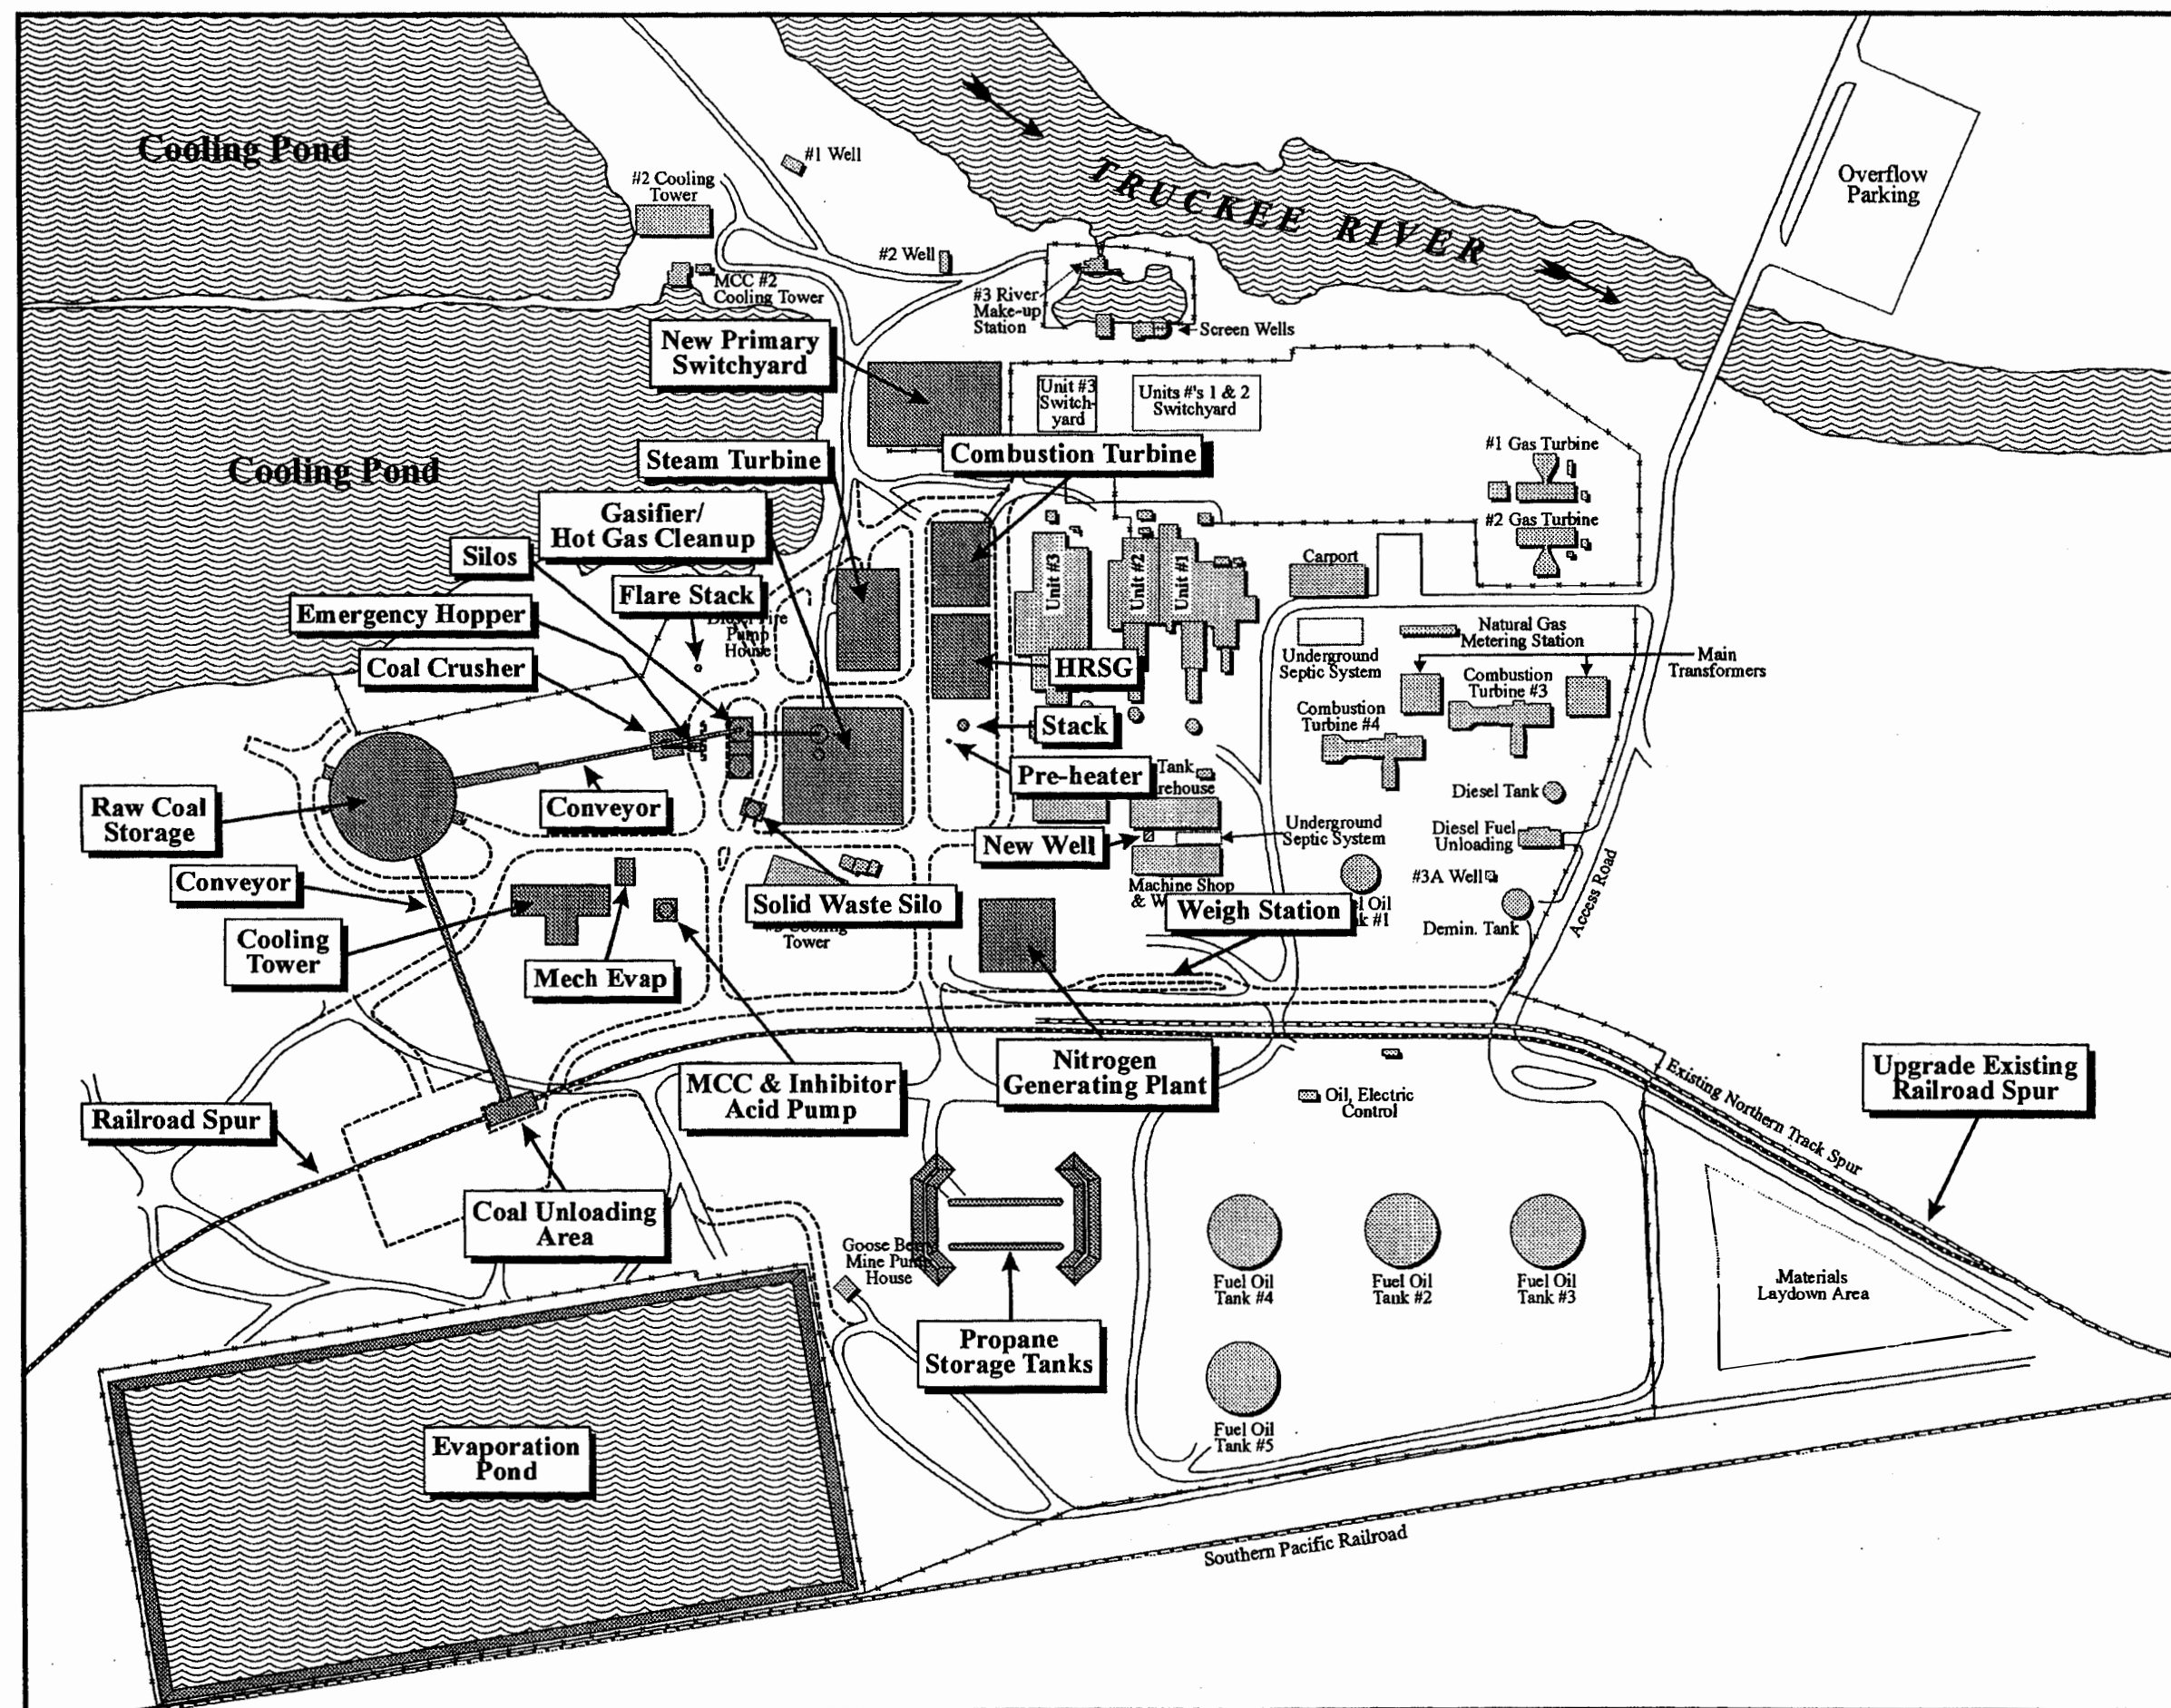 Cooling Pond
#1 Well
#2 Cooling
Tower
TRUCKEE RIVER
Overflow
Parking
#2 Well
MCC #2
Cooling Tower
#3 River
Make-up
Station
Screen Wells
New Primary
Switchyard
Unit #3
Switch-
yard
Units #'s 1 & 2
Switchyard
Cooling Pond
Steam Turbine
Combustion Turbine
#1 Gas Turbine
#2 Gas Turbine
Gasifier/
Hot Gas Cleanup
Silos
Flare Stack
Pump
House
Emergency Hopper
Coal Crusher
Unit #3
Unit #2
Unit #1
Carport
HRSG
Underground
Septic System
Natural Gas
Metering Station
Main
Transformers
Combustion
Turbine #3
Combustion
Turbine #4
Stack
Pre-heater
Tank
Raw Coal
Storage
Conveyor
Diesel Tank
New Well
Underground
Septic System
Diesel Fuel
Unloading
Conveyor
Machine Shop
#3A Well
Access Road
Solid Waste Silo
Tower
Weigh Station
Demin. Tank
Cooling
Tower
Mech Evap
MCC & Inhibitor
Acid Pump
Nitrogen
Generating Plant
Oil, Electric
Control
Existing Northern Track Spur
Upgrade Existing
Railroad Spur
Railroad Spur
Coal Unloading
Area
Goose
Mine
House
Propane
Storage Tanks
Fuel Oil
Tank #4
Fuel Oil
Tank #2
Fuel Oil
Tank #3
Materials
Laydown Area
Fuel Oil
Tank #5
Evaporation
Pond
Southern Pacific Railroad